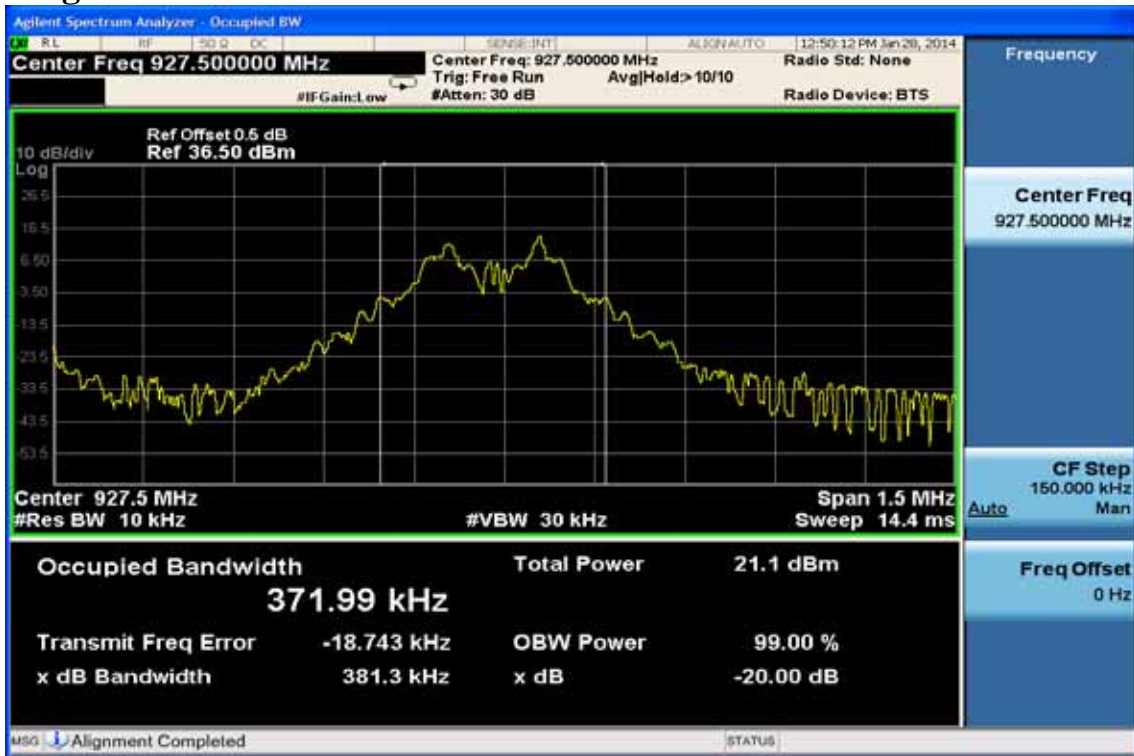 Agilent Spectrum Analyzer - Occupied BW
RL RF 50 Ω DC SENSE:INT ALIGN AUTO 12:50:12 PM Jan 20, 2014
Center Freq 927.500000 MHz
Center Freq: 927.500000 MHz
Radio Std: None
Trig: Free Run
Avg|Hold:> 10/10
#IFGain:Low
#Atten: 30 dB
Radio Device: BTS
Ref Offset 0.5 dB
10 dB/div Ref 36.50 dBm
Log
26.5
16.5
6.50
-3.50
-13.5
-23.5
-33.5
-43.5
-53.5
Center 927.5 MHz
Span 1.5 MHz
#Res BW 10 kHz
#VBW 30 kHz
Sweep 14.4 ms
Occupied Bandwidth
371.99 kHz
Total Power 21.1 dBm
Transmit Freq Error -18.743 kHz
OBW Power 99.00 %
x dB Bandwidth 381.3 kHz
x dB -20.00 dB
Frequency
Center Freq
927.500000 MHz
CF Step
150.000 kHz
Auto Man
Freq Offset
0 Hz
MSG Alignment Completed
STATUS